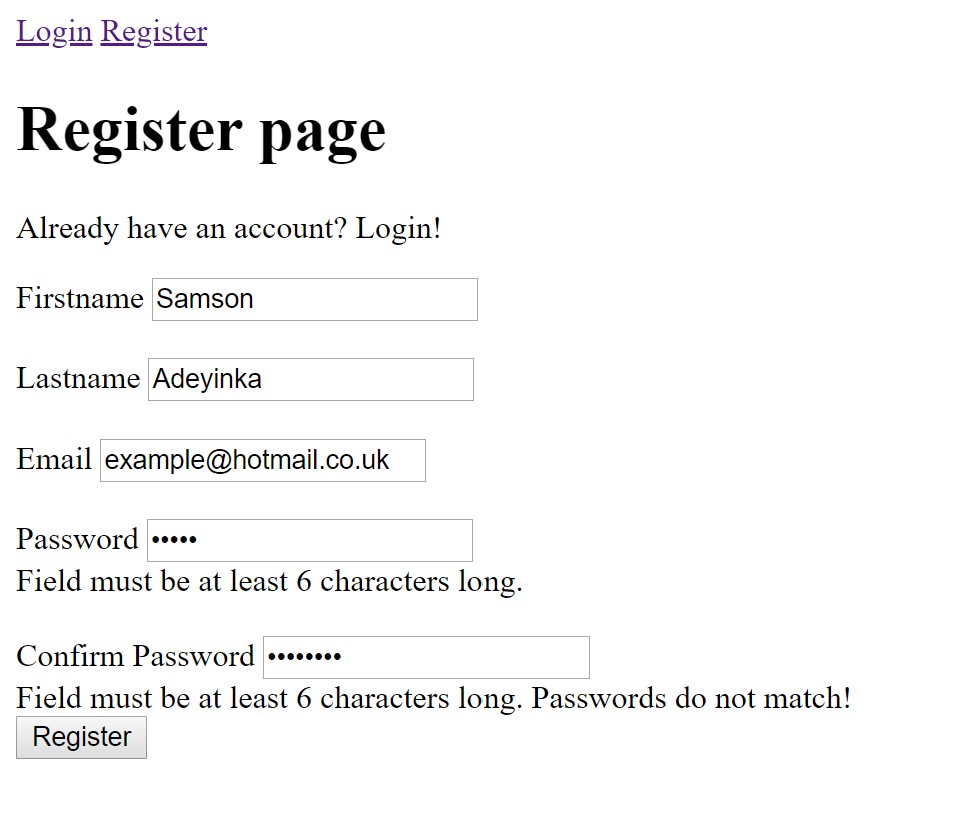 Login Register
Register page
Already have an account? Login!
Firstname Samson
Lastname Adeyinka
Email example@hotmail.co.uk
Password •••••
Field must be at least 6 characters long.
Confirm Password ••••••••
Field must be at least 6 characters long. Passwords do not match!
Register